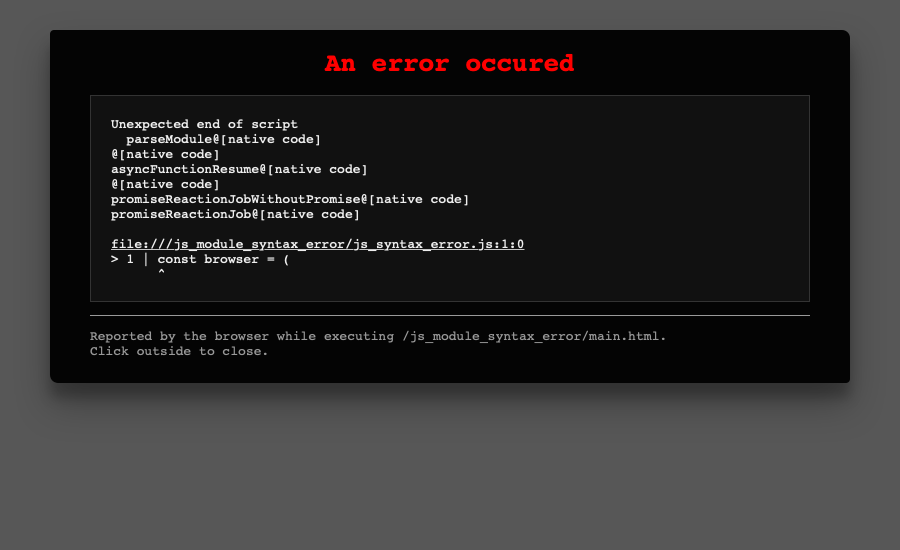 An error occured
Unexpected end of script
  parseModule@[native code]
@[native code]
asyncFunctionResume@[native code]
@[native code]
promiseReactionJobWithoutPromise@[native code]
promiseReactionJob@[native code]

file:///js_module_syntax_error/js_syntax_error.js:1:0
> 1 | const browser = (
      ^
Reported by the browser while executing /js_module_syntax_error/main.html.
Click outside to close.